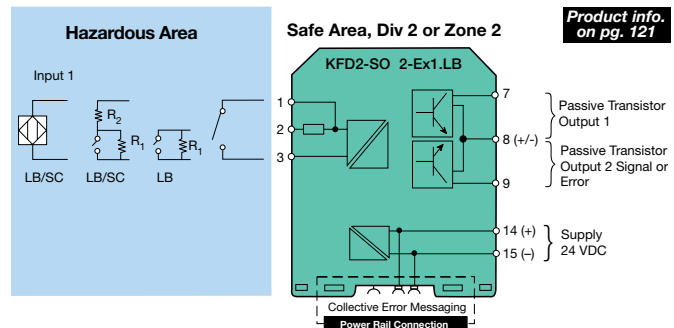 Hazardous Area
Safe Area, Div 2 or Zone 2
Product info.
on pg. 121
KFD2-SO 2-Ex1.LB
Input 1
R2
R1
R1
LB/SC
LB/SC
LB
1
2
3
7
8 (+/-)
9
Passive Transistor
Output 1
Passive Transistor
Output 2 Signal or
Error
14 (+)
15 (–)
Supply
24 VDC
Collective Error Messaging
Power Rail Connection